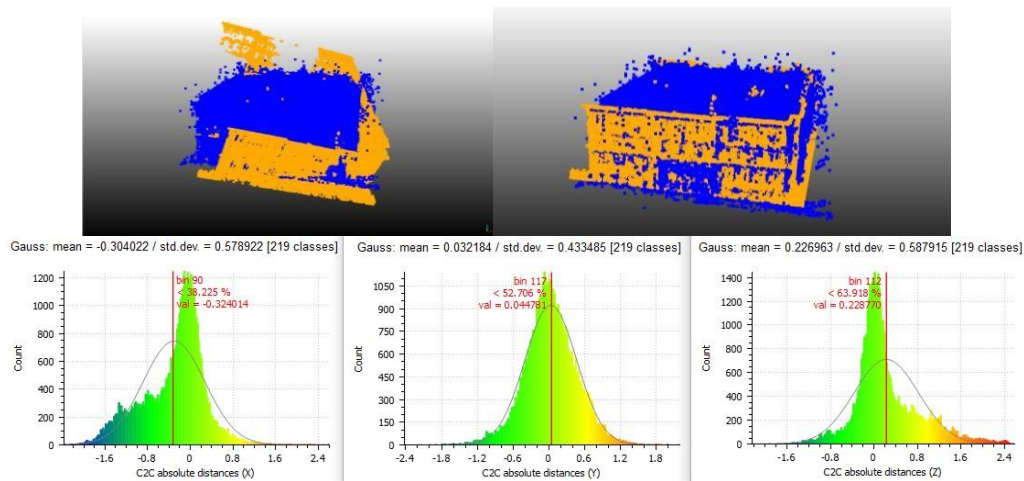 Gauss: mean = -0.304022 / std.dev. = 0.578922 [219 classes]
bin 90
< 38.225 %
val = -0.324014
1200
1000
800
600
400
200
0
Count
-1.6
-0.8
0
0.8
1.6
2.4
C2C absolute distances (X)
Gauss: mean = 0.032184 / std.dev. = 0.433485 [219 classes]
bin 117
< 52.706 %
val = 0.044781
1050
900
750
600
450
300
150
0
Count
-2.4
-1.8
-1.2
-0.6
0
0.6
1.2
1.8
C2C absolute distances (Y)
Gauss: mean = 0.226963 / std.dev. = 0.587915 [219 classes]
bin 112
< 63.918 %
val = 0.228770
1400
1200
1000
800
600
400
200
0
Count
-1.6
-0.8
0
0.8
1.6
2.4
C2C absolute distances (Z)